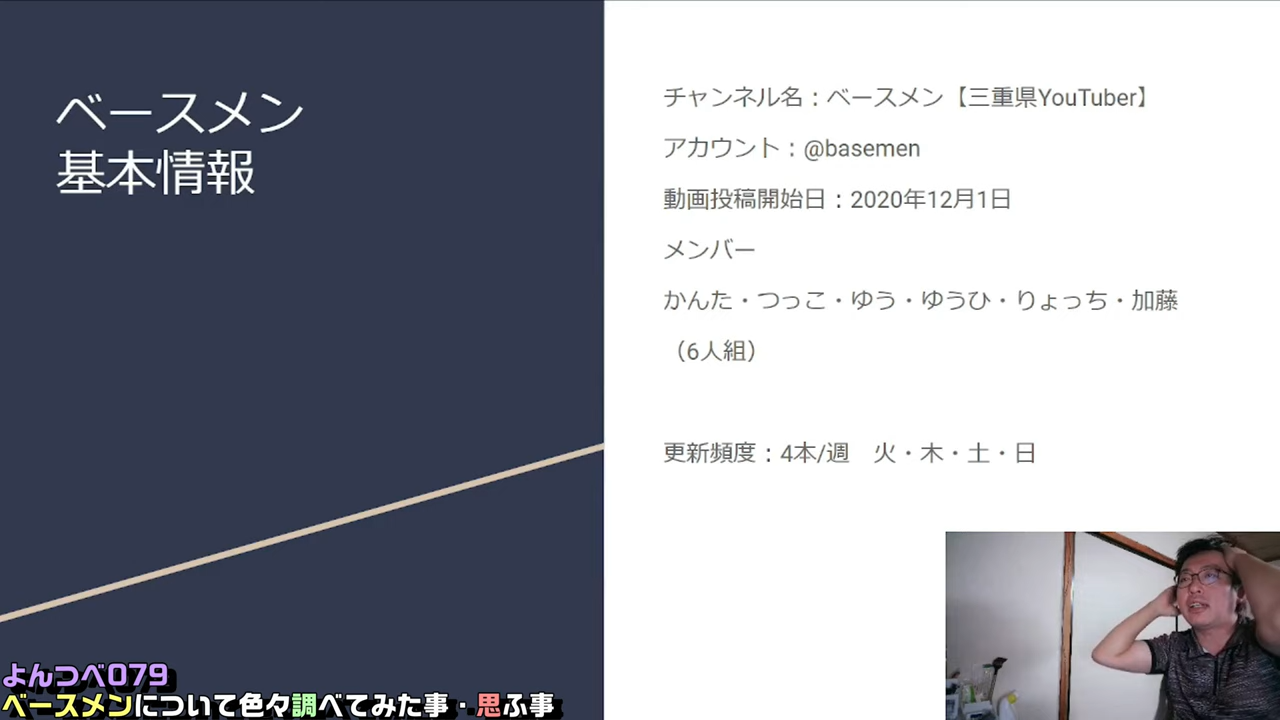 ベースメン
基本情報
チャンネル名：ベースメン【三重県YouTuber】
アカウント：@basemen
動画投稿開始日：2020年12月1日
メンバー
かんた・つっこ・ゆう・ゆうひ・りょっち・加藤
（6人組）
更新頻度：4本/週　火・木・土・日
よんつべ079
ベースメンについて色々調べてみた事・思ふ事